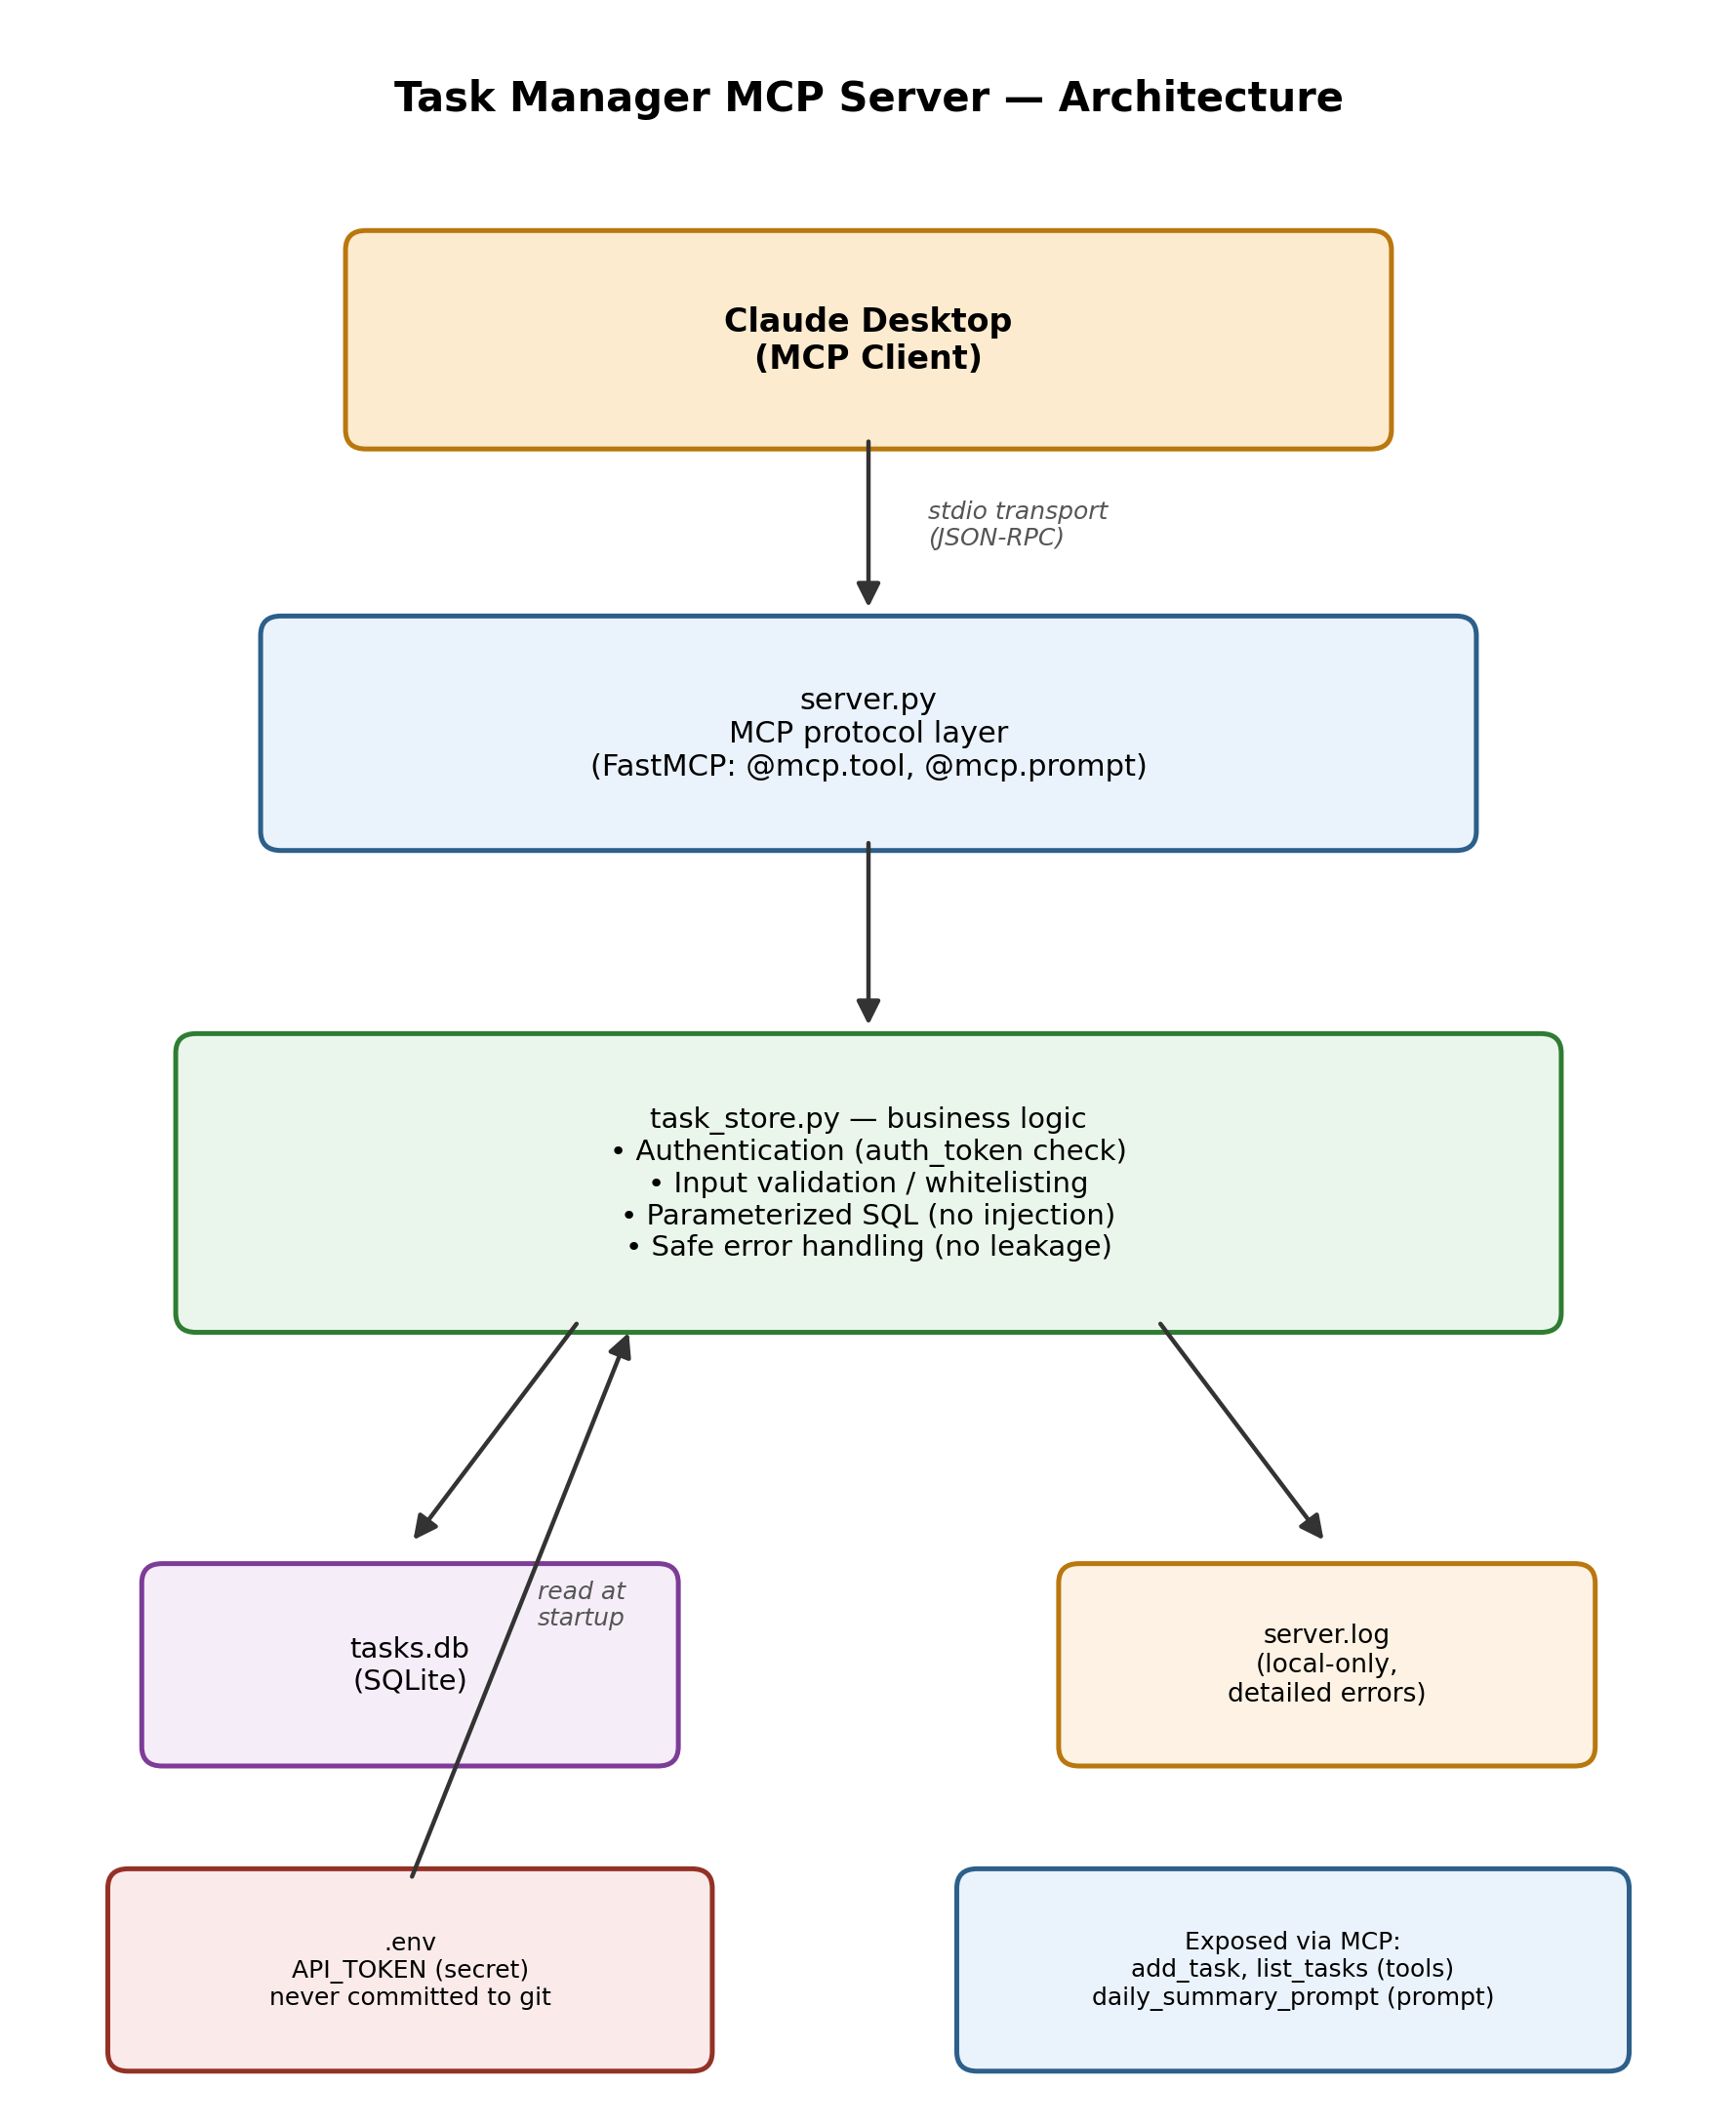 Task Manager MCP Server — Architecture
Claude Desktop
(MCP Client)
stdio transport
(JSON-RPC)
server.py
MCP protocol layer
(FastMCP: @mcp.tool, @mcp.prompt)
task_store.py — business logic
• Authentication (auth_token check)
• Input validation / whitelisting
• Parameterized SQL (no injection)
• Safe error handling (no leakage)
read at
startup
tasks.db
(SQLite)
server.log
(local-only,
detailed errors)
.env
API_TOKEN (secret)
never committed to git
Exposed via MCP:
add_task, list_tasks (tools)
daily_summary_prompt (prompt)